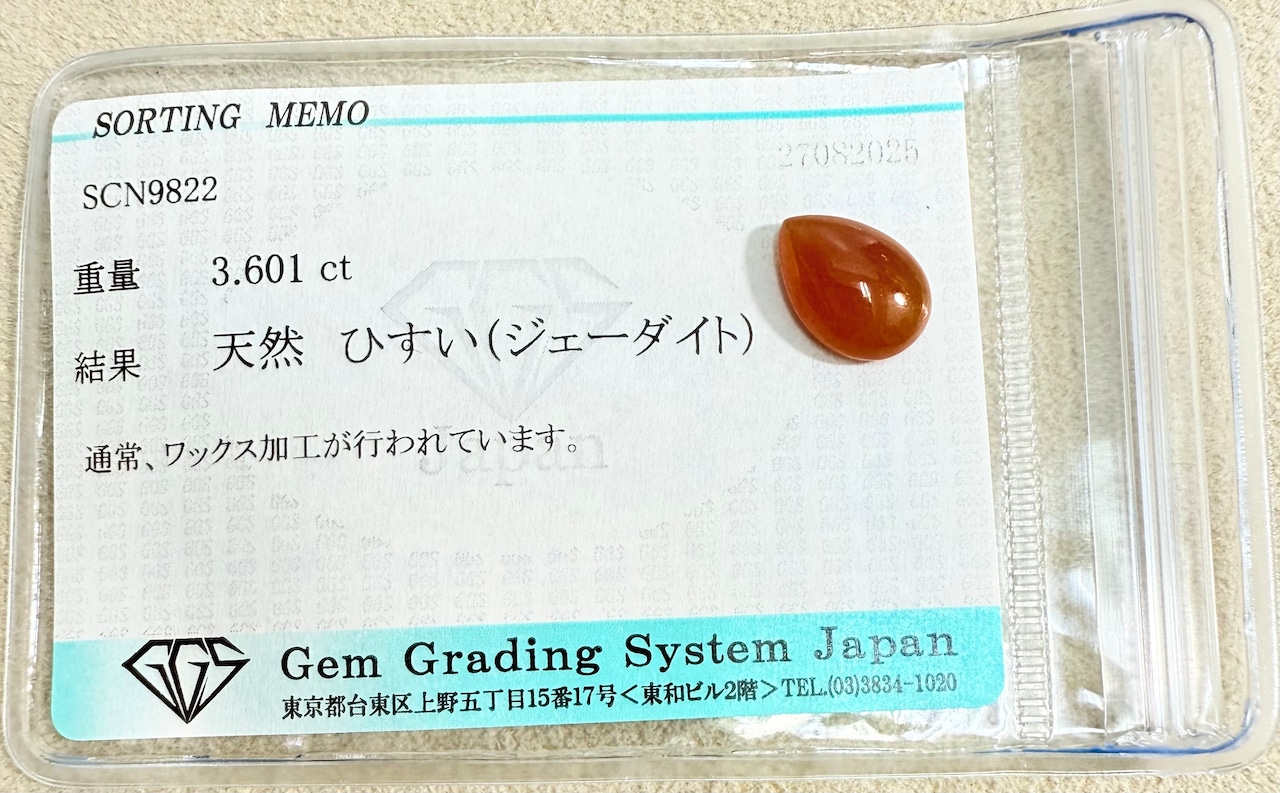 SORTING MEMO
27082025
SCN9822
重量 3.601 ct
結果 天然 ひすい(ジェーダイト)
通常、ワックス加工が行われています。
GGS
Japan
GGS Gem Grading System Japan
東京都台東区上野五丁目15番17号<東和ビル2階>TEL.(03)3834-1020